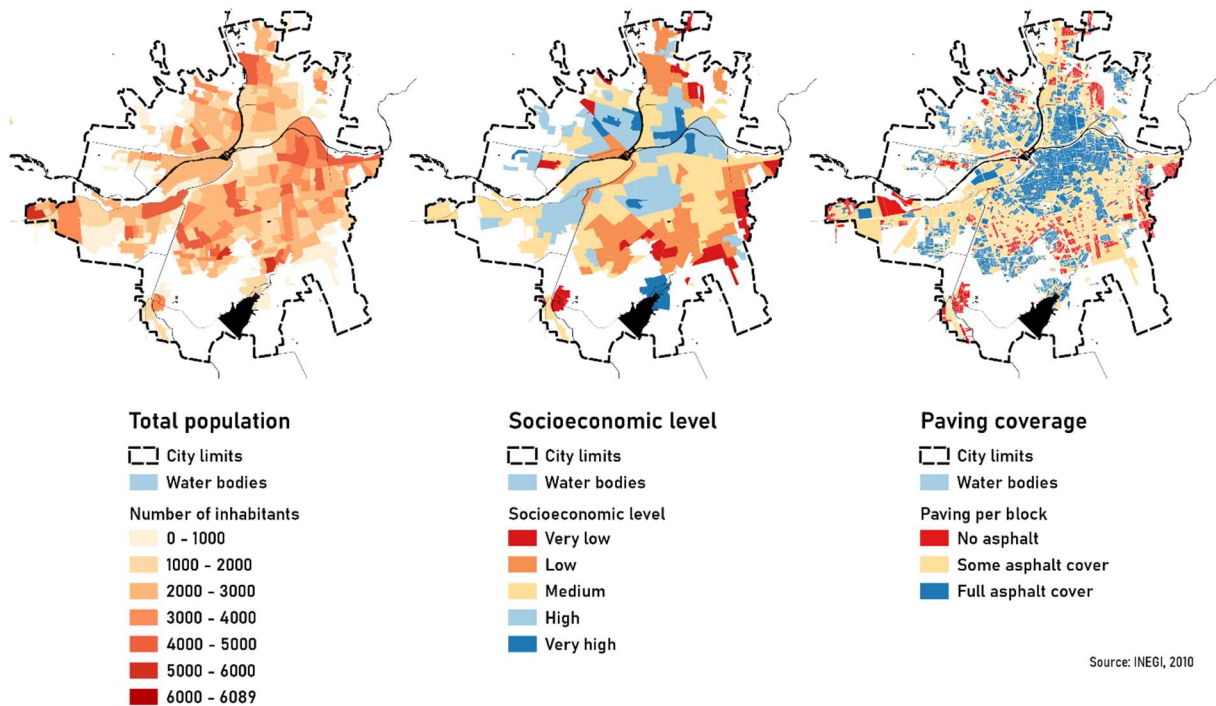 Total population
City limits
Water bodies
Number of inhabitants
0 - 1000
1000 - 2000
2000 - 3000
3000 - 4000
4000 - 5000
5000 - 6000
6000 - 6089
Socioeconomic level
City limits
Water bodies
Socioeconomic level
Very low
Low
Medium
High
Very high
Paving coverage
City limits
Water bodies
Paving per block
No asphalt
Some asphalt cover
Full asphalt cover
Source: INEGI, 2010